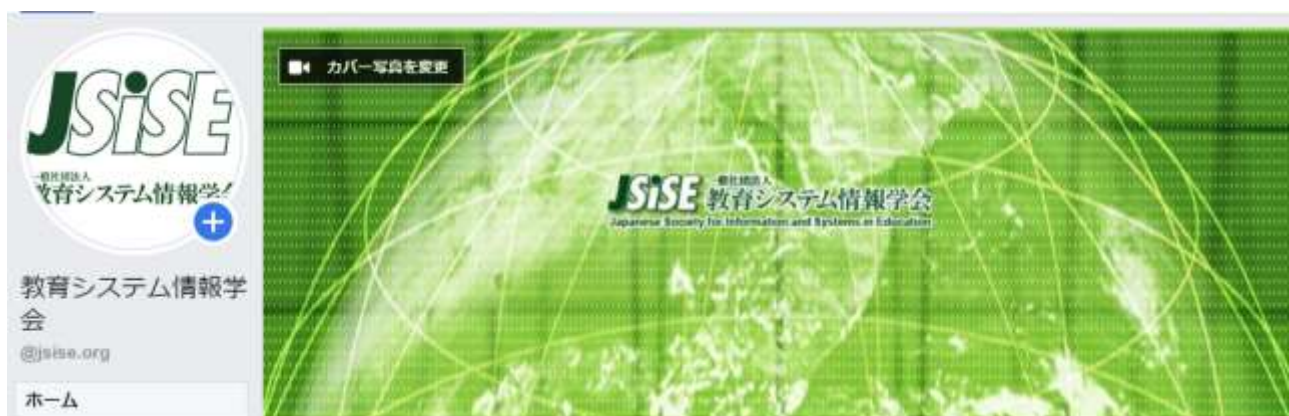 JSiSE
一般社団法人
教育システム情報学
教育システム情報学
会
@jsise.org
ホーム
カバー写真を変更
JSiSE
一般社団法人
教育システム情報学会
Japanese Society for Information and Systems in Education